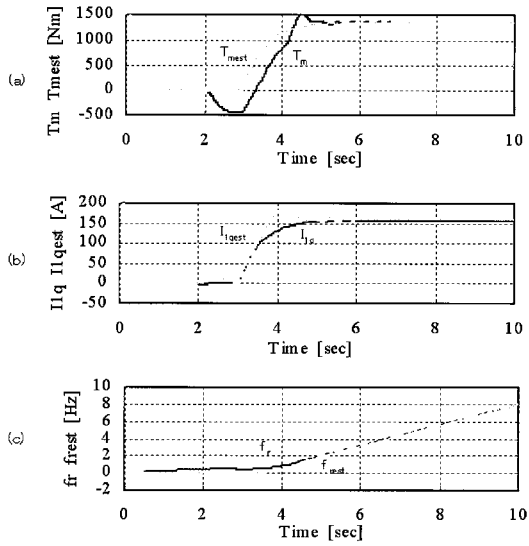 (a)
Tm Tmest [Nm]
1500
1000
500
0
-500
Tmest
Tm
0 2 4 6 8 10
Time [sec]
(b)
I1q I1qest [A]
200
150
100
50
0
-50
I1qest
I1q
0 2 4 6 8 10
Time [sec]
(c)
fr frest [Hz]
10
8
6
4
2
0
-2
fr
frest
0 2 4 6 8 10
Time [sec]